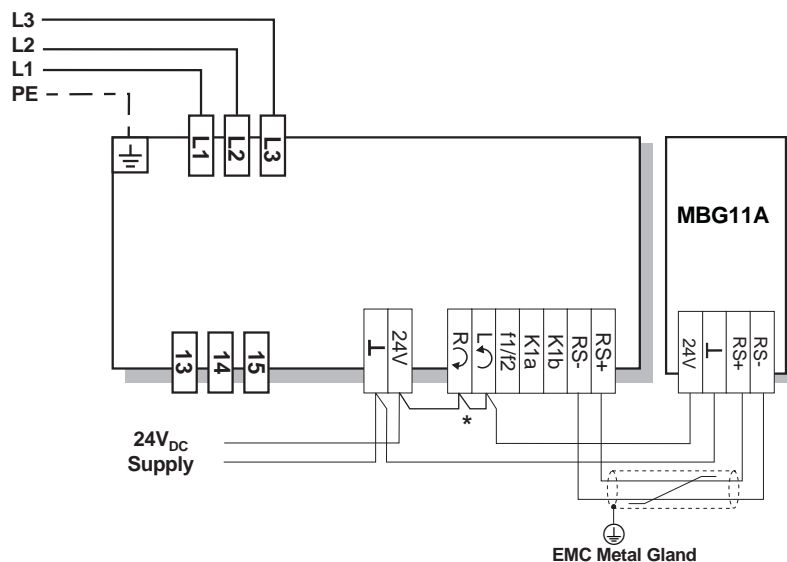 L3
L2
L1
PE
L1
L2
L3
MBG11A
13
14
15
⊥
24V
R
L
f1/f2
K1a
K1b
RS-
RS+
24V
⊥
RS+
RS-
*
24VDC
Supply
EMC Metal Gland